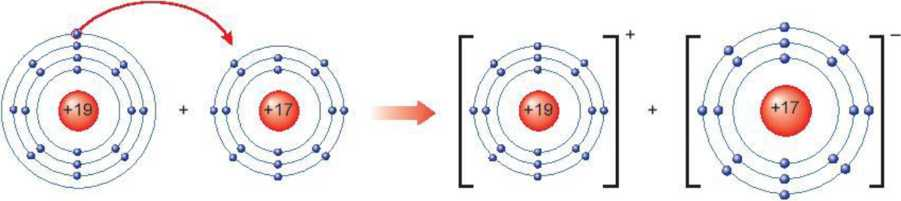 +19 + +17 [ +19 ]+ + [ +17 ]−